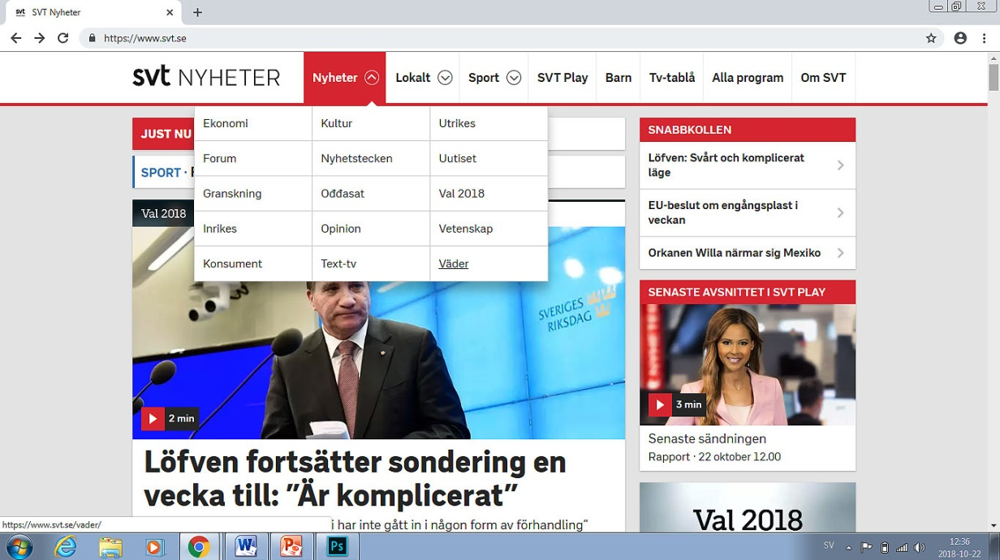 svt SVT Nyheter
https://www.svt.se
svt NYHETER
Nyheter
Lokalt
Sport
SVT Play
Barn
Tv-tablå
Alla program
Om SVT
Ekonomi
Kultur
Utrikes
Forum
Nyhetstecken
Uutiset
Granskning
Ođđasat
Val 2018
Inrikes
Opinion
Vetenskap
Konsument
Text-tv
Väder
JUST NU
SPORT ·
Val 2018
SVERIGES
RIKSDAG
2 min
Löfven fortsätter sondering en
vecka till: ”Är komplicerat”
i har inte gått in i någon form av förhandling”
SNABBKOLLEN
Löfven: Svårt och komplicerat
läge
EU-beslut om engångsplast i
veckan
Orkanen Willa närmar sig Mexiko
SENASTE AVSNITTET I SVT PLAY
3 min
Senaste sändningen
Rapport · 22 oktober 12.00
Val 2018
https://www.svt.se/vader/
W
P
Ps
SV
12:36
2018-10-22